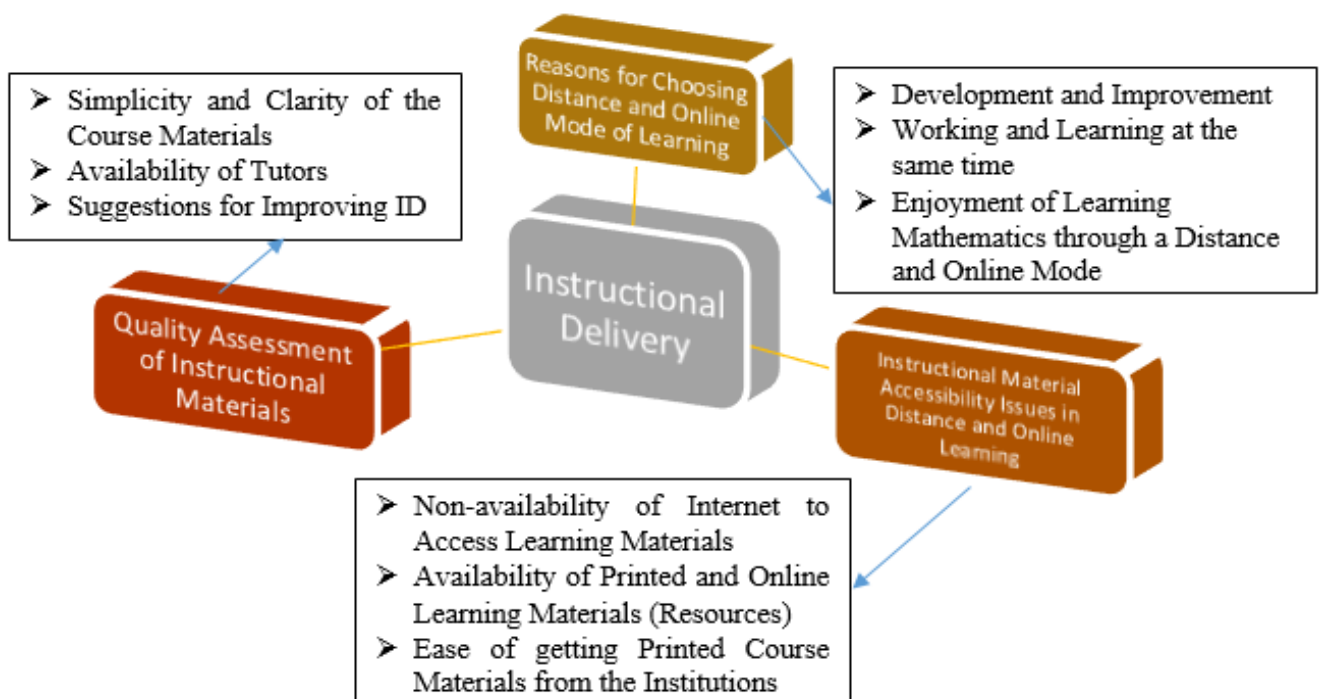 Reasons for Choosing
Distance and Online
Mode of Learning
➢ Simplicity and Clarity of the
Course Materials
➢ Availability of Tutors
➢ Suggestions for Improving ID
➢ Development and Improvement
➢ Working and Learning at the
same time
➢ Enjoyment of Learning
Mathematics through a Distance
and Online Mode
Instructional
Delivery
Quality Assessment
of Instructional
Materials
Instructional Material
Accessibility Issues in
Distance and Online
Learning
➢ Non-availability of Internet to
Access Learning Materials
➢ Availability of Printed and Online
Learning Materials (Resources)
➢ Ease of getting Printed Course
Materials from the Institutions